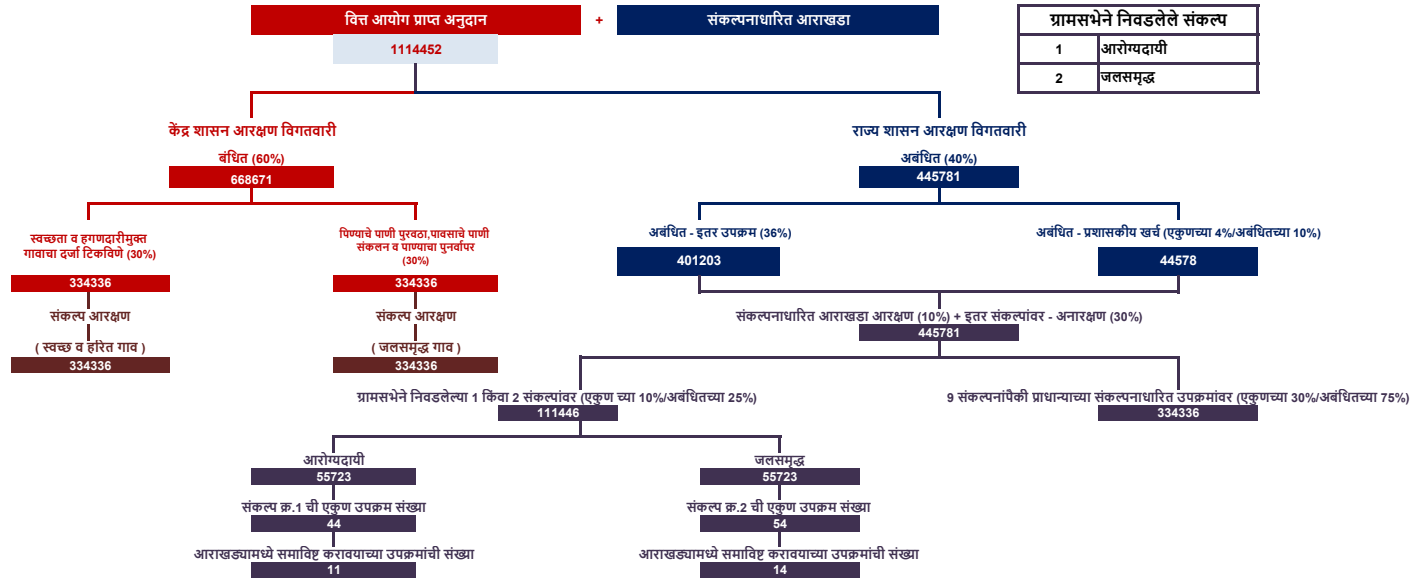 वित्त आयोग प्राप्त अनुदान + संकल्पनाधारित आराखडा
1114452
ग्रामसभेने निवडलेले संकल्प
1 आरोग्यदायी
2 जलसमृद्ध
केंद्र शासन आरक्षण विगतवारी
बंधित (60%)
668671
राज्य शासन आरक्षण विगतवारी
अबंधित (40%)
445781
स्वच्छता व हगणदारीमुक्त
गावाचा दर्जा टिकविणे (30%)
334336
संकल्प आरक्षण
( स्वच्छ व हरित गाव )
334336
पिण्याचे पाणी पुरवठा,पावसाचे पाणी
संकलन व पाण्याचा पुनर्वापर
(30%)
334336
संकल्प आरक्षण
( जलसमृद्ध गाव )
334336
अबंधित - इतर उपक्रम (36%)
401203
अबंधित - प्रशासकीय खर्च (एकुणच्या 4%/अबंधितच्या 10%)
44578
संकल्पनाधारित आराखडा आरक्षण (10%) + इतर संकल्पांवर - अनारक्षण (30%)
445781
ग्रामसभेने निवडलेल्या 1 किंवा 2 संकल्पांवर (एकुण च्या 10%/अबंधितच्या 25%)
111446
9 संकल्पनांपैकी प्राधान्याच्या संकल्पनाधारित उपक्रमांवर (एकुणच्या 30%/अबंधितच्या 75%)
334336
आरोग्यदायी
55723
संकल्प क्र.1 ची एकुण उपक्रम संख्या
44
आराखड्यामध्ये समाविष्ट करावयाच्या उपक्रमांची संख्या
11
जलसमृद्ध
55723
संकल्प क्र.2 ची एकुण उपक्रम संख्या
54
आराखड्यामध्ये समाविष्ट करावयाच्या उपक्रमांची संख्या
14